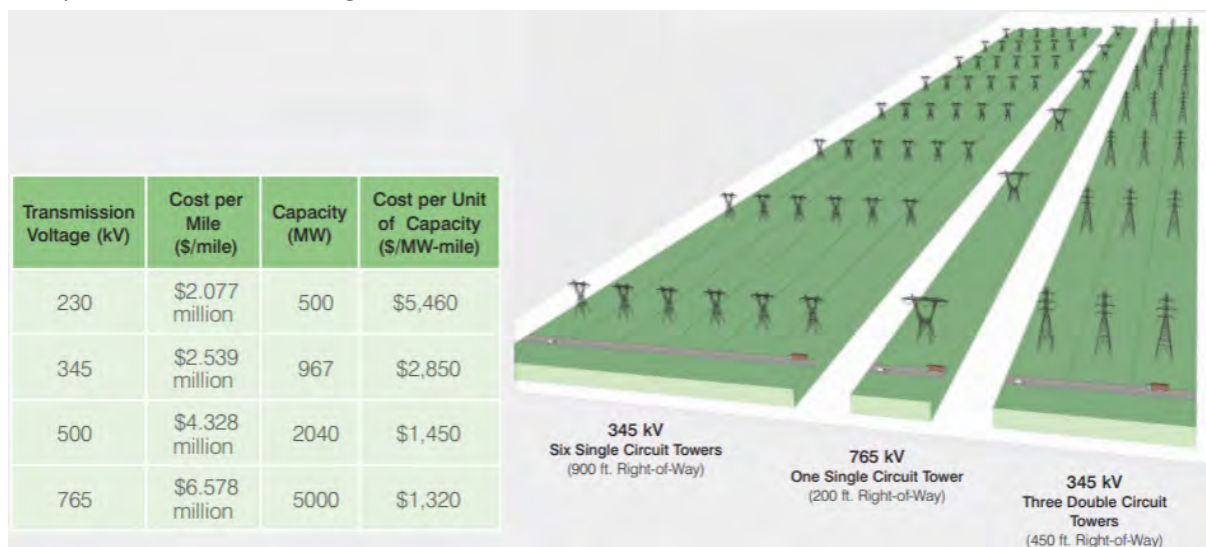 Transmission
Voltage (kV)
Cost per
Mile
($/mile)
Capacity
(MW)
Cost per Unit
of Capacity
($/MW-mile)
230
$2.077
million
500
$5,460
345
$2.539
million
967
$2,850
500
$4.328
million
2040
$1,450
765
$6.578
million
5000
$1,320
345 kV
Six Single Circuit Towers
(900 ft. Right-of-Way)
765 kV
One Single Circuit Tower
(200 ft. Right-of-Way)
345 kV
Three Double Circuit
Towers
(450 ft. Right-of-Way)